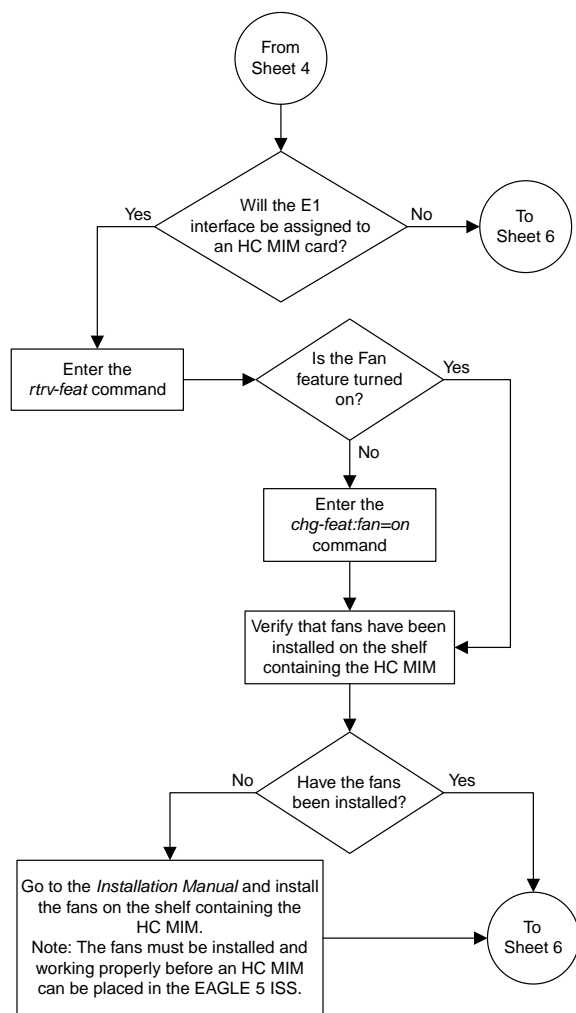 From
Sheet 4
Will the E1
interface be assigned to
an HC MIM card?
Yes
No
To
Sheet 6
Enter the
rtrv-feat command
Is the Fan
feature turned
on?
Yes
No
Enter the
chg-feat:fan=on
command
Verify that fans have been
installed on the shelf
containing the HC MIM
Have the fans
been installed?
No
Yes
Go to the Installation Manual and install
the fans on the shelf containing the
HC MIM.
Note: The fans must be installed and
working properly before an HC MIM
can be placed in the EAGLE 5 ISS.
To
Sheet 6